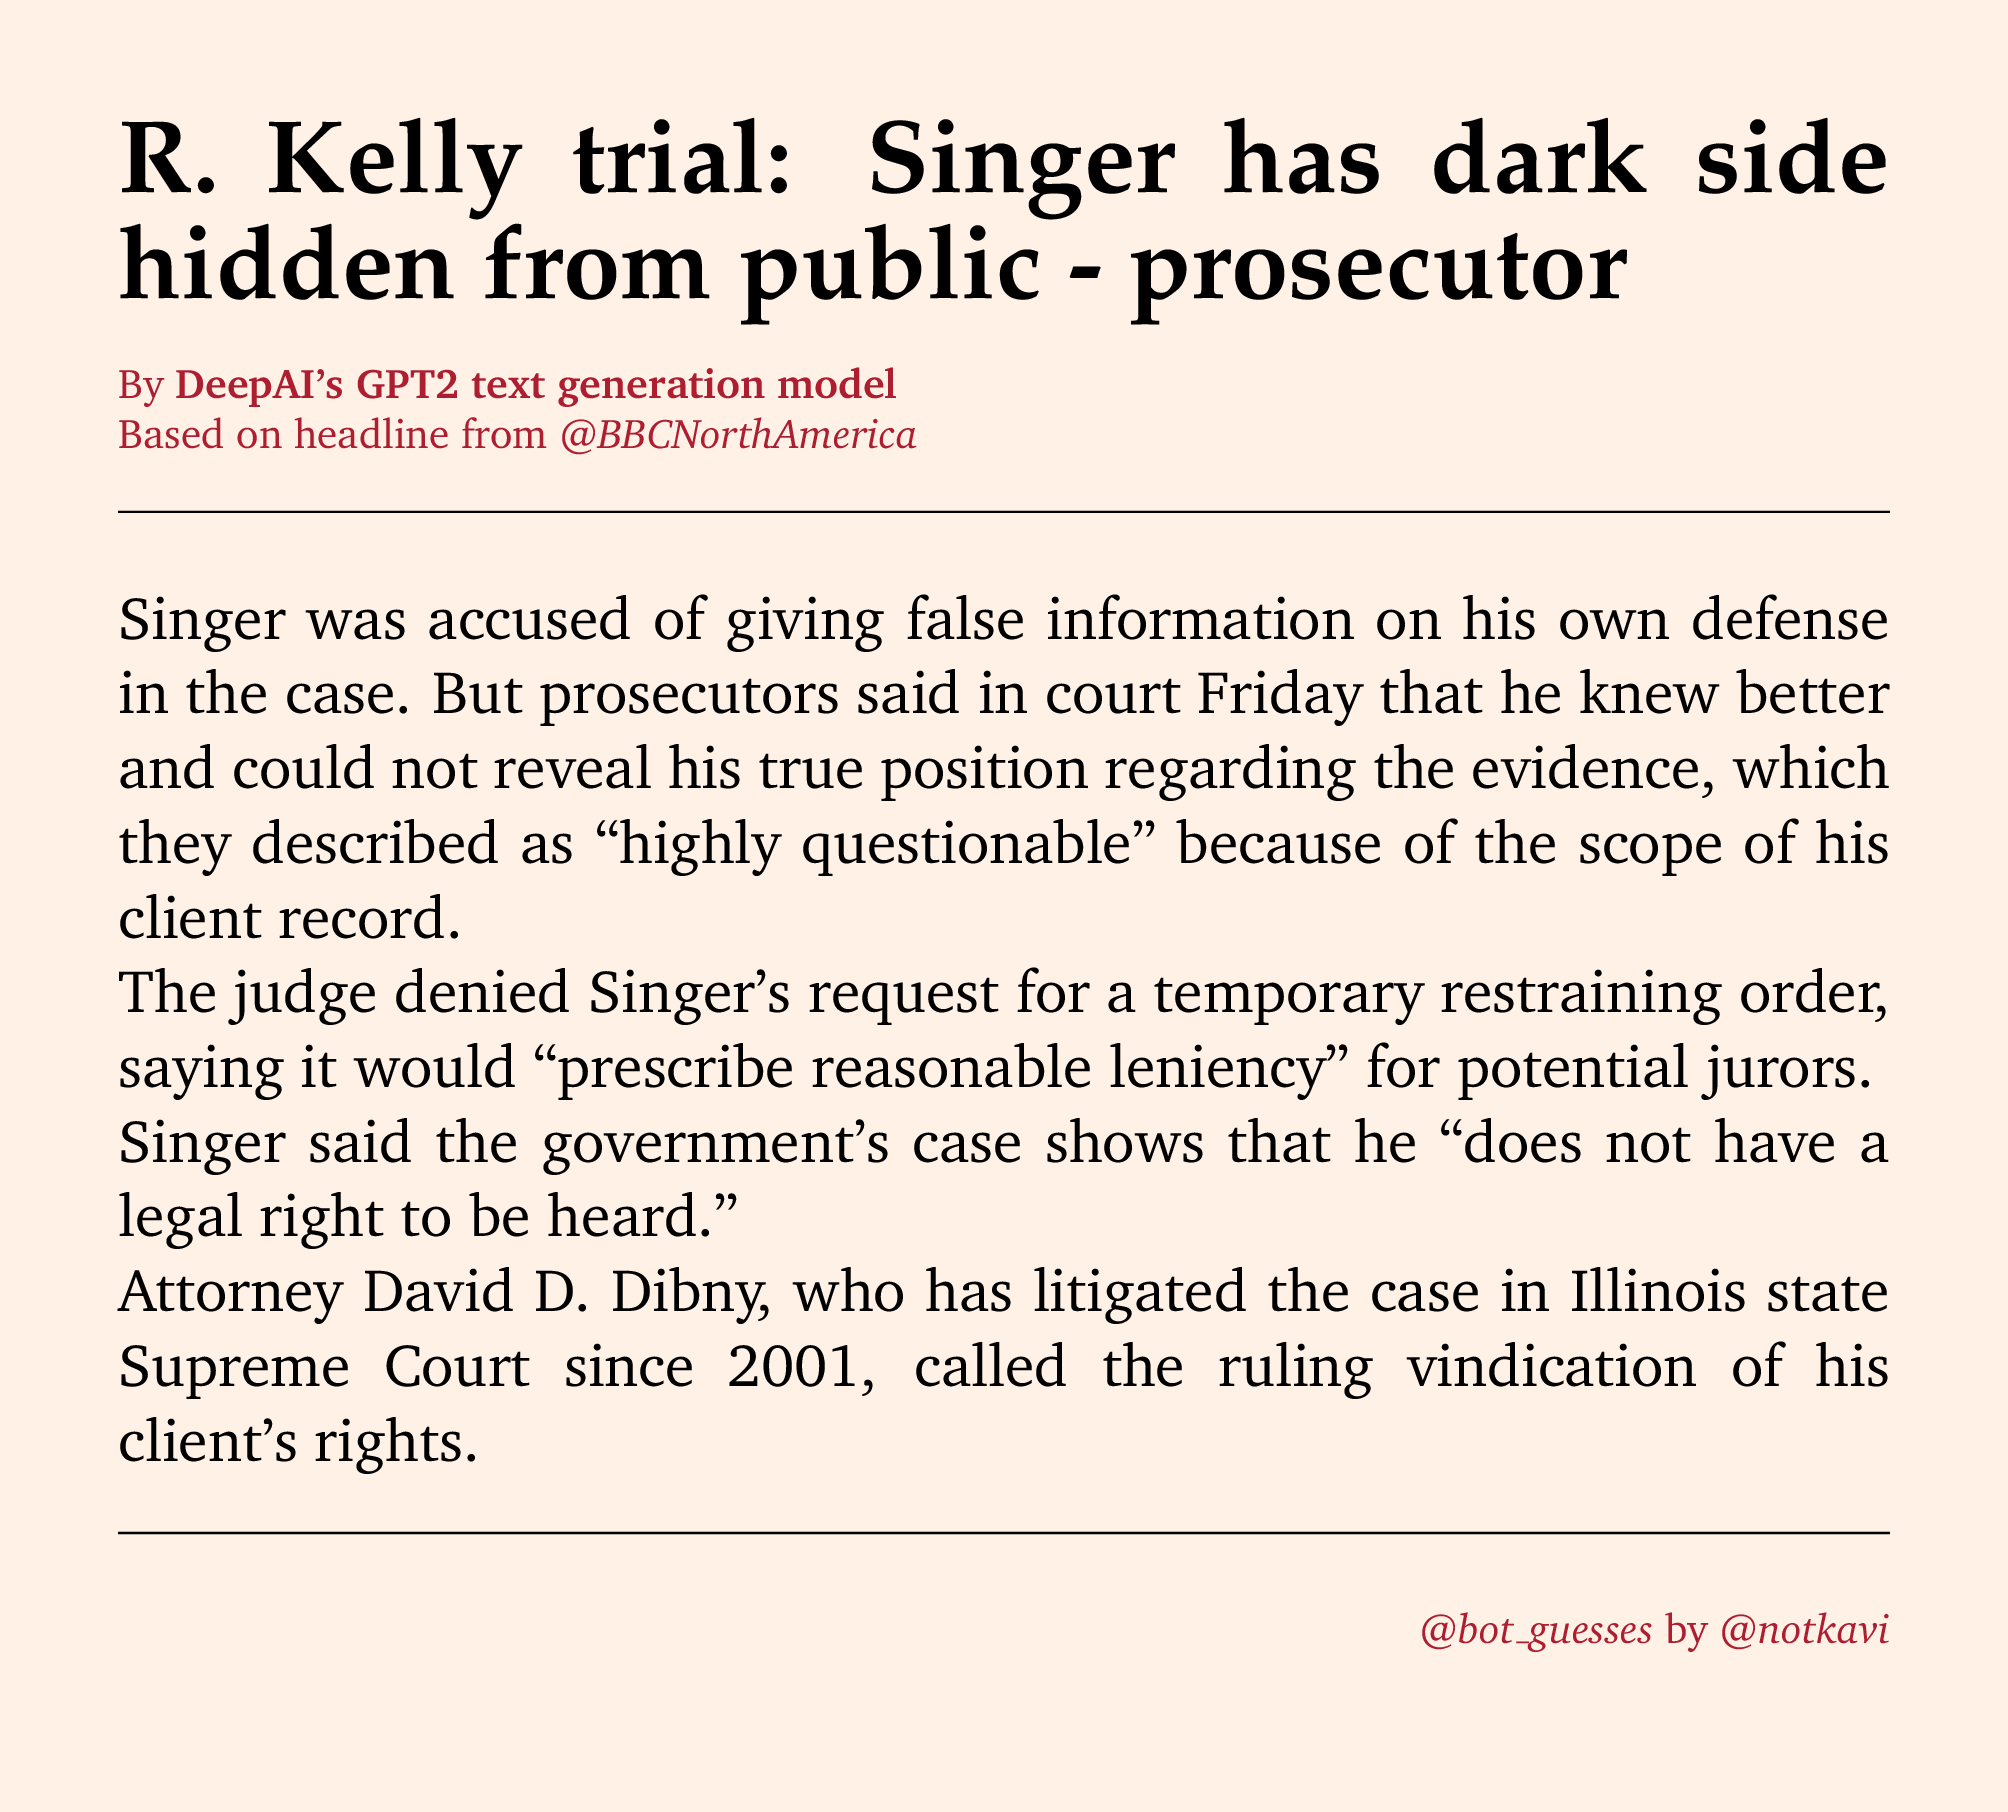 R. Kelly trial: Singer has dark side
hidden from public - prosecutor
By DeepAI’s GPT2 text generation model
Based on headline from @BBCNorthAmerica
Singer was accused of giving false information on his own defense
in the case. But prosecutors said in court Friday that he knew better
and could not reveal his true position regarding the evidence, which
they described as “highly questionable” because of the scope of his
client record.
The judge denied Singer’s request for a temporary restraining order,
saying it would “prescribe reasonable leniency” for potential jurors.
Singer said the government’s case shows that he “does not have a
legal right to be heard.”
Attorney David D. Dibny, who has litigated the case in Illinois state
Supreme Court since 2001, called the ruling vindication of his
client’s rights.
@bot_guesses by @notkavi